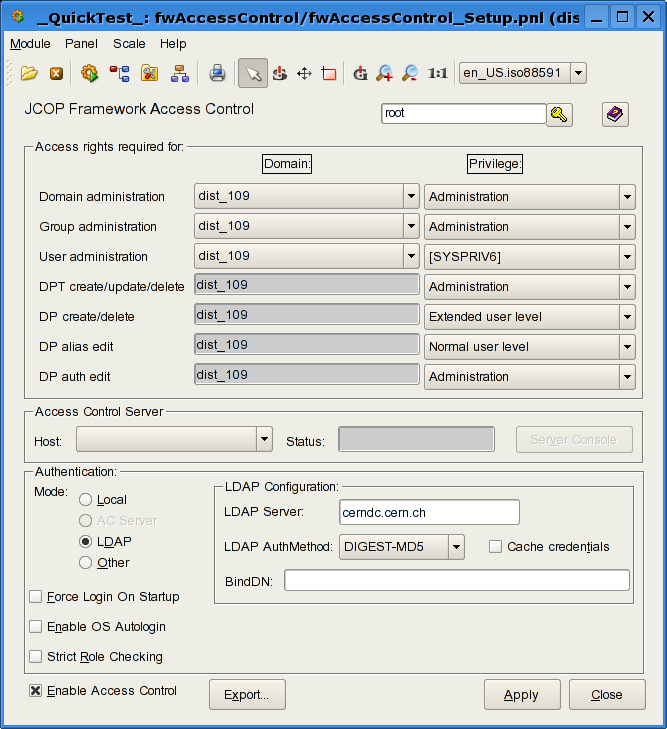 _QuickTest_: fwAccessControl/fwAccessControl_Setup.pnl (dis
Module Panel Scale Help
1:1 en_US.iso88591
JCOP Framework Access Control root
Access rights required for:
Domain: Privilege:
Domain administration dist_109 Administration
Group administration dist_109 Administration
User administration dist_109 [SYSPRIV6]
DPT create/update/delete dist_109 Administration
DP create/delete dist_109 Extended user level
DP alias edit dist_109 Normal user level
DP auth edit dist_109 Administration
Access Control Server
Host: Status: Server Console
Authentication:
Mode:
Local
AC Server
LDAP
Other
LDAP Configuration:
LDAP Server: cerndc.cern.ch
LDAP AuthMethod: DIGEST-MD5 Cache credentials
BindDN:
Force Login On Startup
Enable OS Autologin
Strict Role Checking
Enable Access Control Export... Apply Close